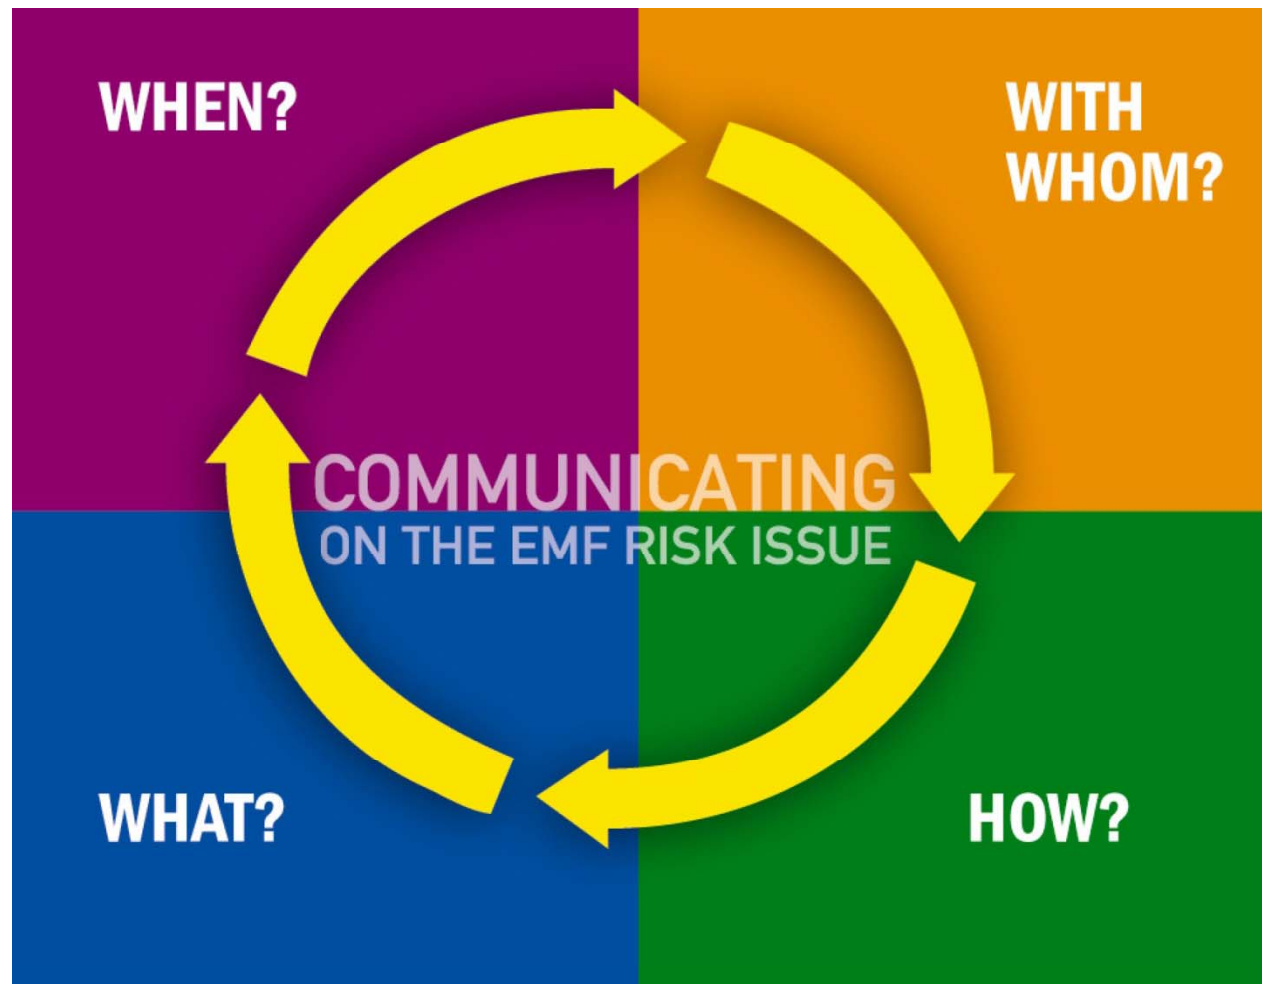 WHEN?
WITH
WHOM?
COMMUNICATING
ON THE EMF RISK ISSUE
WHAT?
HOW?